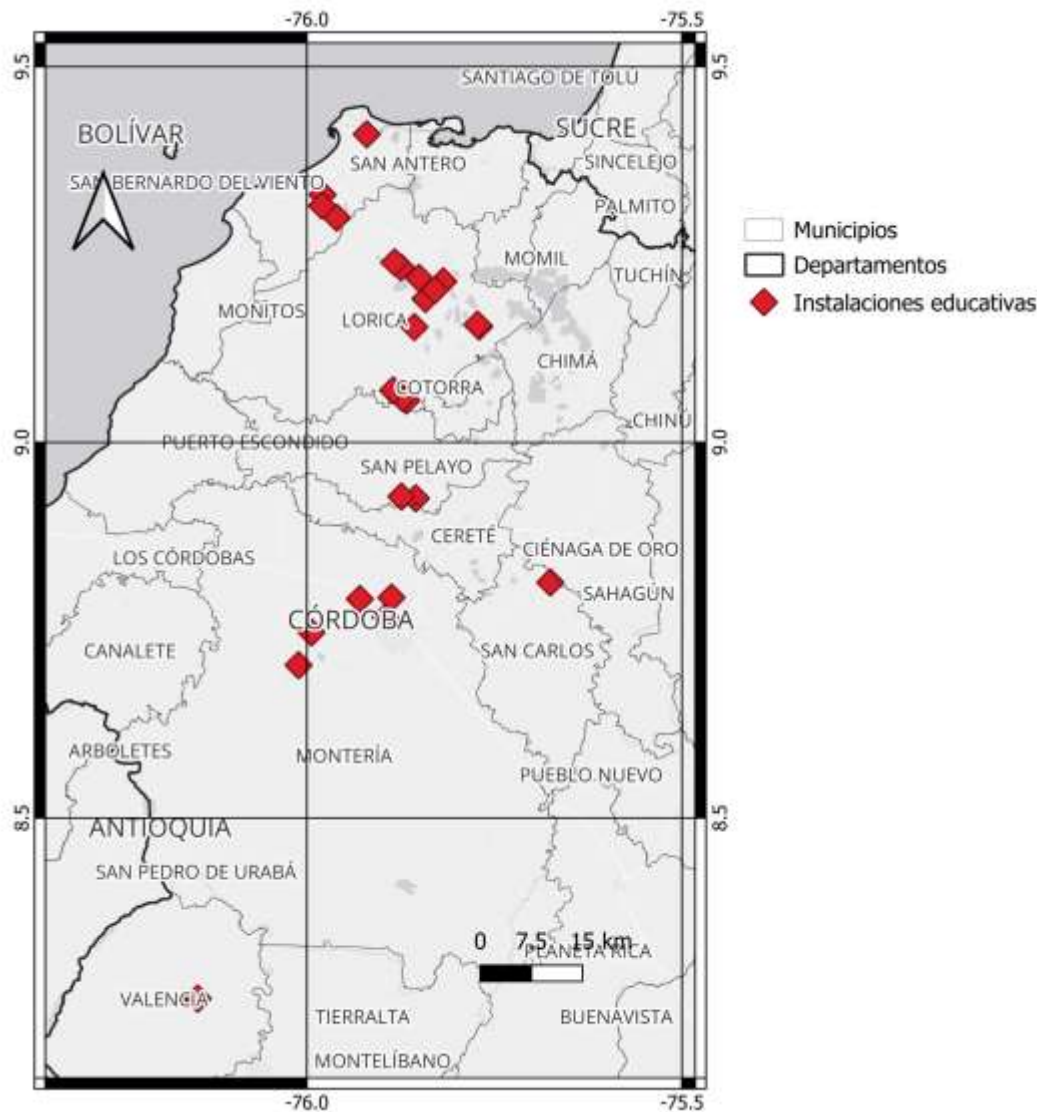 -76.0
-75.5
9.5
9.5
SANTIAGO DE TOLÚ
BOLÍVAR
SUCRE
SAN ANTERO
SINCELEJO
SAN BERNARDO DEL VIENTO
PALMITO
Municipios
MOMIL
TUCHÍN
Departamentos
MOÑITOS
LORICA
Instalaciones educativas
CHIMÁ
COTORRA
CHINÚ
9.0
9.0
PUERTO ESCONDIDO
SAN PELAYO
CERETÉ
LOS CÓRDOBAS
CIÉNAGA DE ORO
SAHAGÚN
CÓRDOBA
CANALETE
SAN CARLOS
ARBOLETES
MONTERÍA
PUEBLO NUEVO
8.5
8.5
ANTIOQUIA
SAN PEDRO DE URABÁ
0 7.5 15 km
PLANETA RICA
VALENCIA
TIERRALTA
BUENAVISTA
MONTELÍBANO
-76.0
-75.5